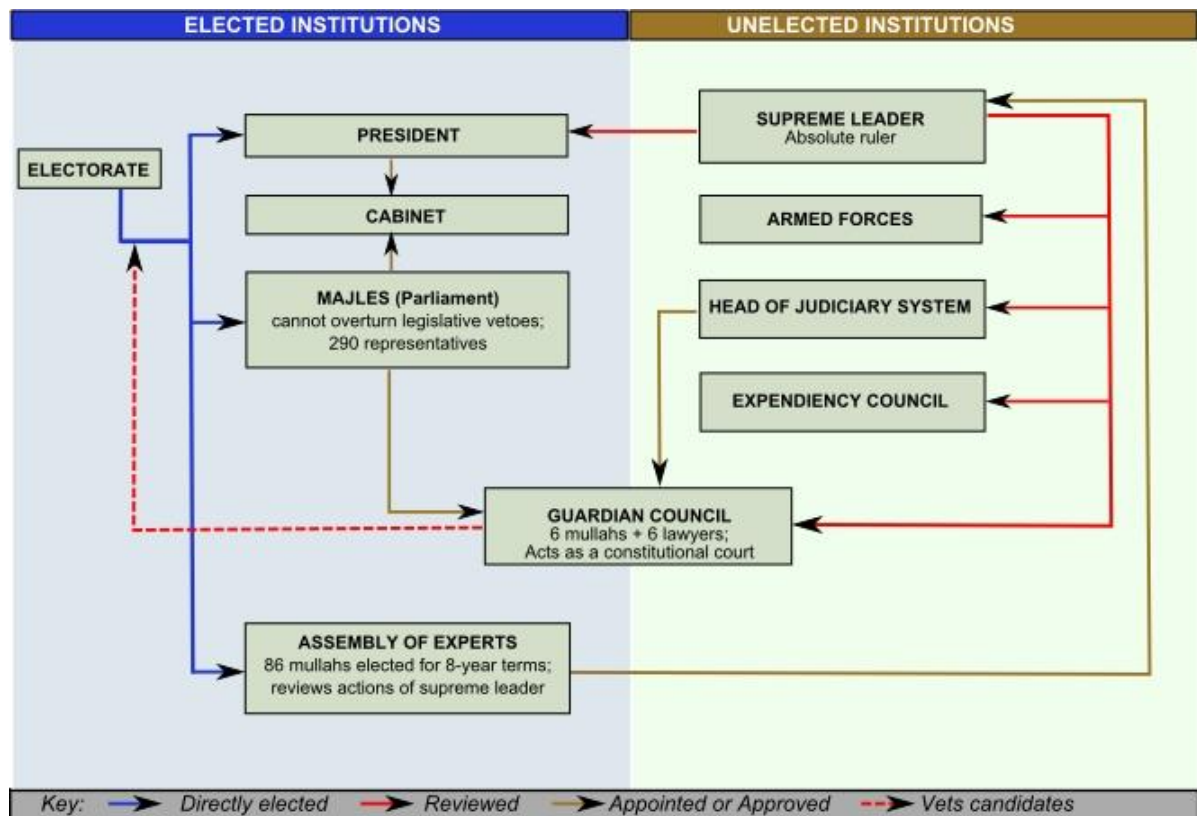 ELECTED INSTITUTIONS
UNELECTED INSTITUTIONS
ELECTORATE
PRESIDENT
CABINET
MAJLES (Parliament)
cannot overturn legislative vetoes;
290 representatives
SUPREME LEADER
Absolute ruler
ARMED FORCES
HEAD OF JUDICIARY SYSTEM
EXPENDIENCY COUNCIL
GUARDIAN COUNCIL
6 mullahs + 6 lawyers;
Acts as a constitutional court
ASSEMBLY OF EXPERTS
86 mullahs elected for 8-year terms;
reviews actions of supreme leader
Key: Directly elected Reviewed Appointed or Approved Vets candidates